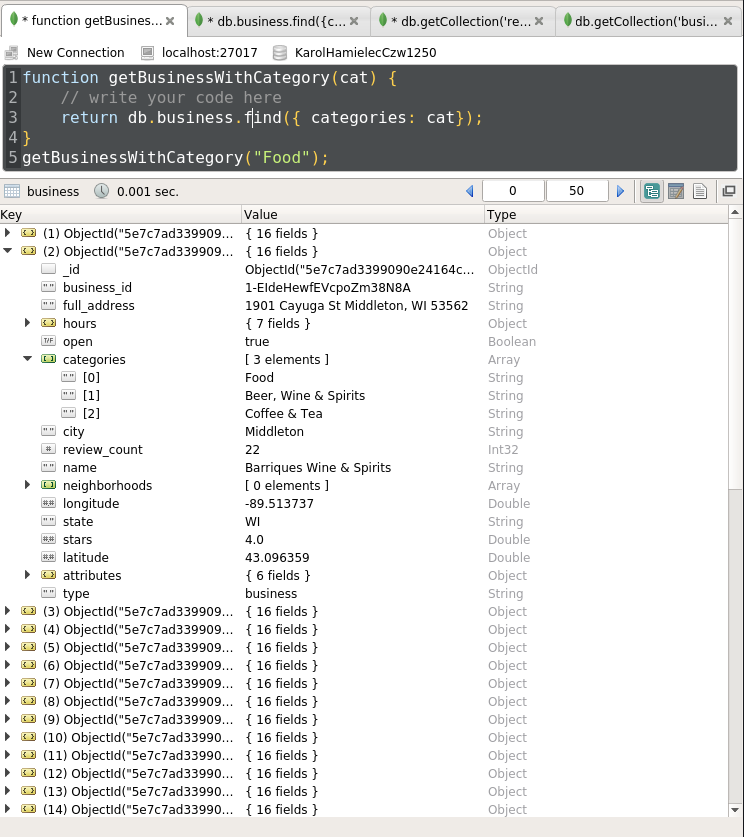 * function getBusines... * db.business.find({c... * db.getCollection('re... db.getCollection('busi...
New Connection localhost:27017 KarolHamielecCzw1250
1 function getBusinessWithCategory(cat) {
2 // write your code here
3 return db.business.find({ categories: cat});
4 }
5 getBusinessWithCategory("Food");
business 0.001 sec. 0 50
Key Value Type
(1) ObjectId("5e7c7ad339909... { 16 fields } Object
(2) ObjectId("5e7c7ad339909... { 16 fields } Object
_id ObjectId("5e7c7ad3399090e24164c... ObjectId
"" business_id 1-EIdeHewfEVcpoZm38N8A String
"" full_address 1901 Cayuga St Middleton, WI 53562 String
hours { 7 fields } Object
T/F open true Boolean
categories [ 3 elements ] Array
"" [0] Food String
"" [1] Beer, Wine & Spirits String
"" [2] Coffee & Tea String
"" city Middleton String
# review_count 22 Int32
"" name Barriques Wine & Spirits String
neighborhoods [ 0 elements ] Array
#.# longitude -89.513737 Double
"" state WI String
#.# stars 4.0 Double
#.# latitude 43.096359 Double
attributes { 6 fields } Object
"" type business String
(3) ObjectId("5e7c7ad339909... { 16 fields } Object
(4) ObjectId("5e7c7ad339909... { 16 fields } Object
(5) ObjectId("5e7c7ad339909... { 16 fields } Object
(6) ObjectId("5e7c7ad339909... { 16 fields } Object
(7) ObjectId("5e7c7ad339909... { 16 fields } Object
(8) ObjectId("5e7c7ad339909... { 16 fields } Object
(9) ObjectId("5e7c7ad339909... { 16 fields } Object
(10) ObjectId("5e7c7ad33990... { 16 fields } Object
(11) ObjectId("5e7c7ad33990... { 16 fields } Object
(12) ObjectId("5e7c7ad33990... { 16 fields } Object
(13) ObjectId("5e7c7ad33990... { 16 fields } Object
(14) ObjectId("5e7c7ad33990... { 16 fields } Object